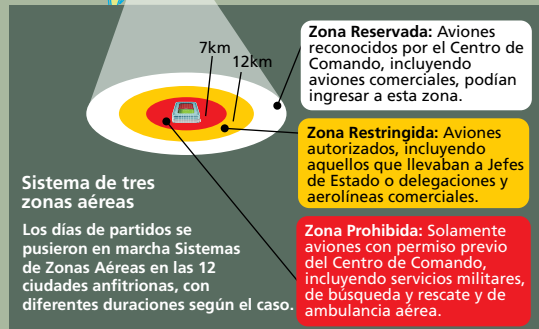 7km
12km
Zona Reservada: Aviones
reconocidos por el Centro de
Comando, incluyendo
aviones comerciales, podían
ingresar a esta zona.
Zona Restringida: Aviones
autorizados, incluyendo
aquellos que llevaban a Jefes
de Estado o delegaciones y
aerolíneas comerciales.
Sistema de tres
zonas aéreas
Los días de partidos se
pusieron en marcha Sistemas
de Zonas Aéreas en las 12
ciudades anfitrionas, con
diferentes duraciones según el caso.
Zona Prohibida: Solamente
aviones con permiso previo
del Centro de Comando,
incluyendo servicios militares,
de búsqueda y rescate y de
ambulancia aérea.